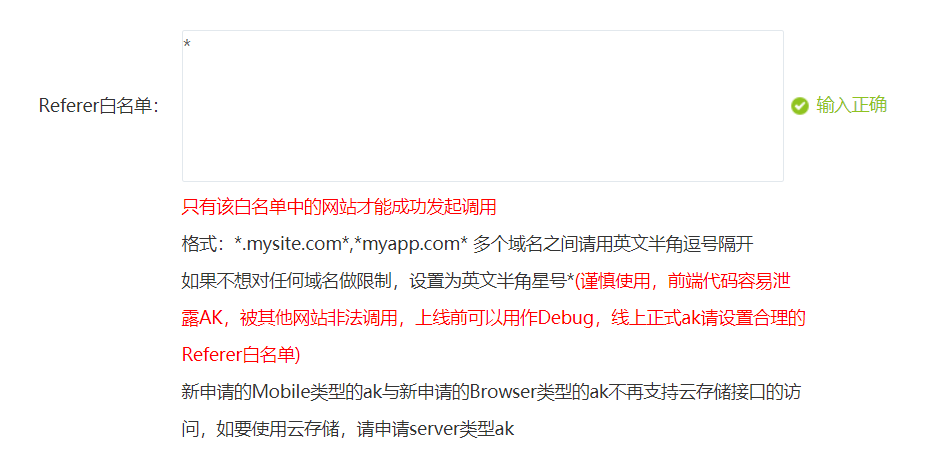 *
Referer白名单：
输入正确
只有该白名单中的网站才能成功发起调用
格式：*.mysite.com*,*myapp.com* 多个域名之间请用英文半角逗号隔开
如果不想对任何域名做限制，设置为英文半角星号*(谨慎使用，前端代码容易泄
露AK，被其他网站非法调用，上线前可以用作Debug，线上正式ak请设置合理的
Referer白名单)
新申请的Mobile类型的ak与新申请的Browser类型的ak不再支持云存储接口的访
问，如要使用云存储，请申请server类型ak